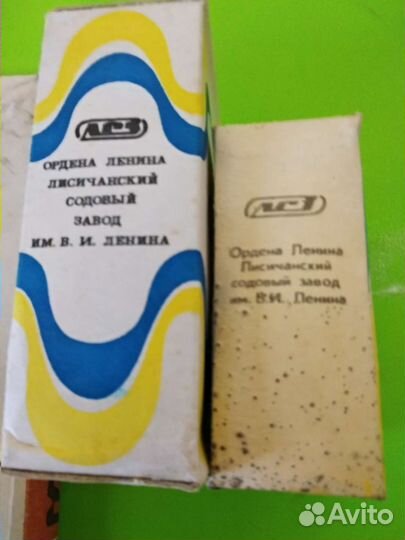 ЛСЗ
ОРДЕНА ЛЕНИНА
ЛИСИЧАНСКИЙ
СОДОВЫЙ
ЗАВОД
ИМ. В. И. ЛЕНИНА
ЛСЗ
Ордена Ленина
Лисичанский
содовый завод
им. В.И. Ленина
Avito